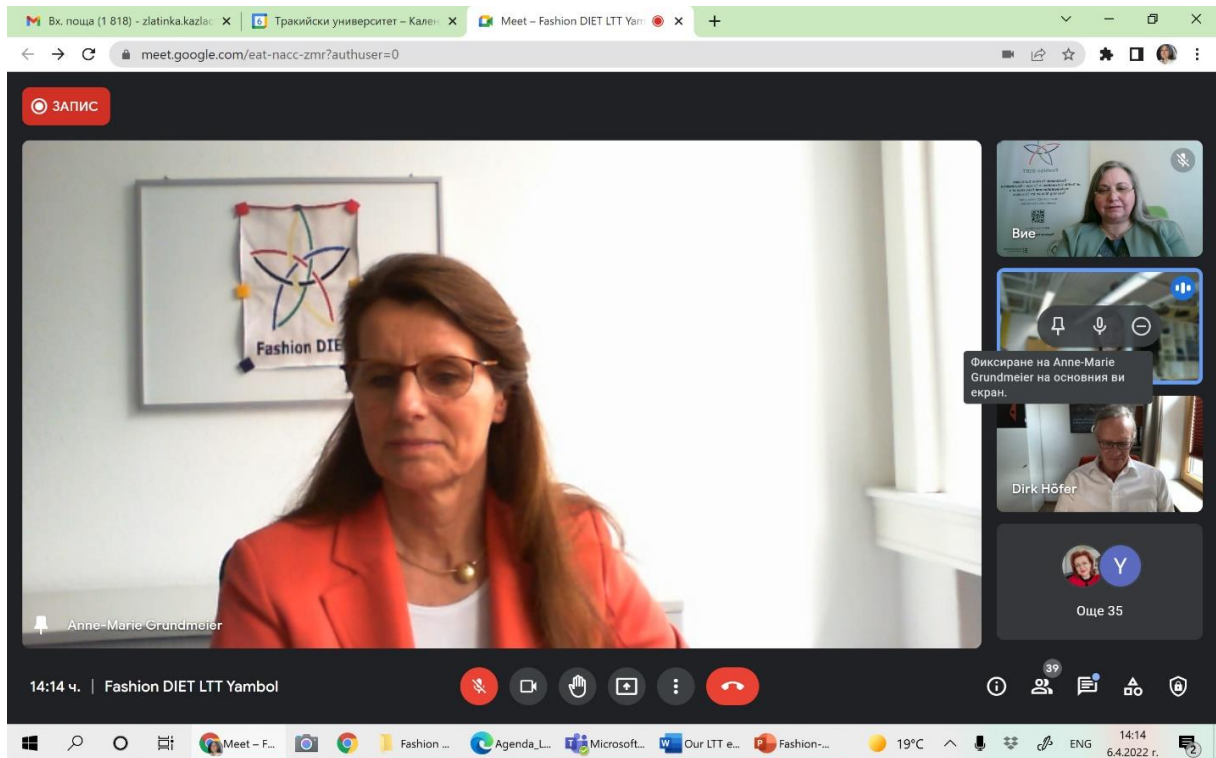 Вх. поща (1 818) - zlatinka.kazlac
Тракийски университет – Кален
Meet – Fashion DIET LTT Yam
meet.google.com/eat-nacc-zmr?authuser=0
ЗАПИС
Fashion DIE
Anne-Marie Grundmeier
Fashion DIET
Вие
Фиксиране на Anne-Marie
Grundmeier на основния ви
екран.
Dirk Höfer
Y
Още 35
14:14 ч. | Fashion DIET LTT Yambol
39
Meet – F...
Fashion ...
Agenda_L...
Microsoft...
Our LTT e...
Fashion-...
19°C
ENG
14:14
6.4.2022 г.
2